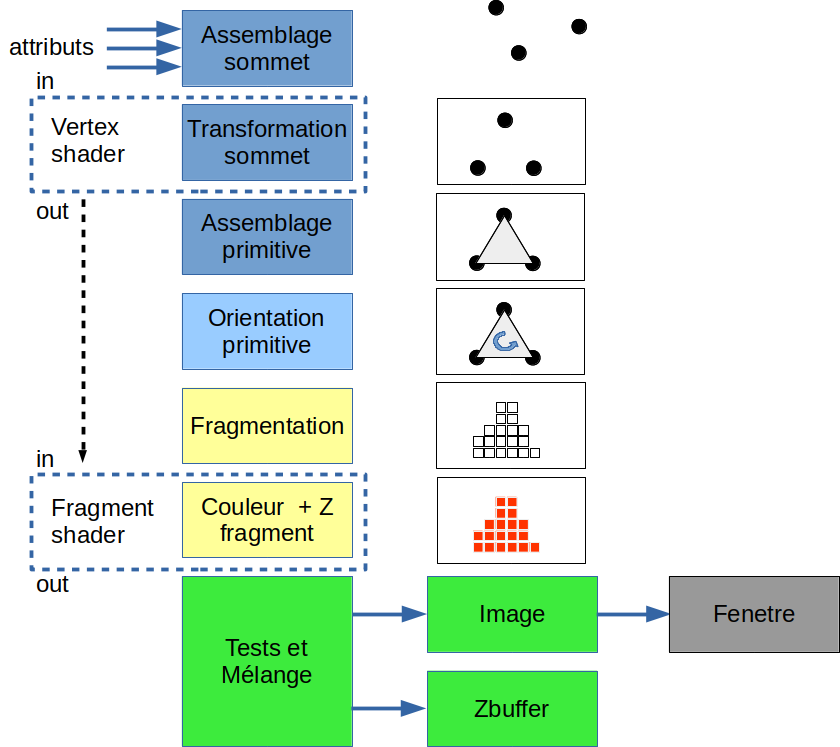 attributs
Assemblage
sommet
in
Vertex
shader
Transformation
sommet
out
Assemblage
primitive
Orientation
primitive
Fragmentation
in
Fragment
shader
Couleur + Z
fragment
out
Tests et
Mélange
Image
Fenetre
Zbuffer